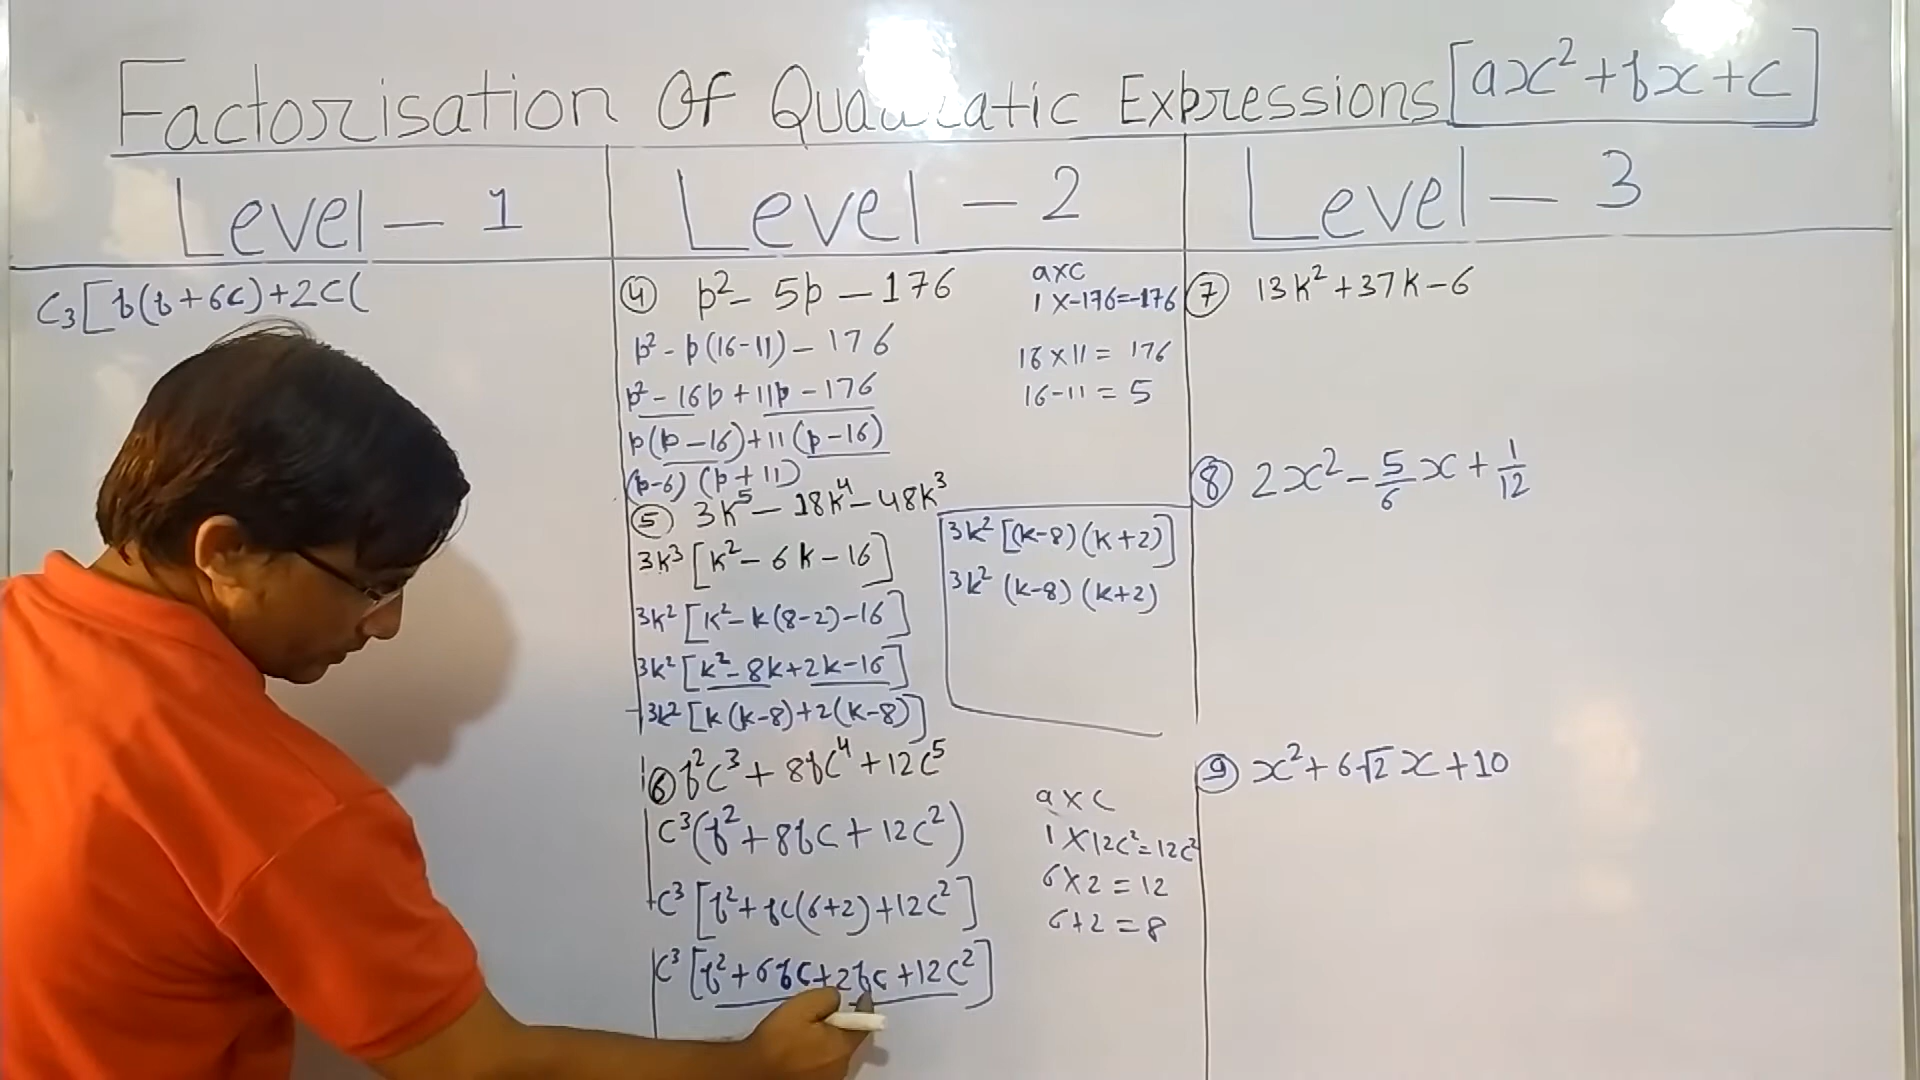 Factorisation Of Quadratic Expressions [ax²+bx+c]
Level - 1
C₃[b(b+6c)+2c(
Level - 2
④ p² - 5p - 176
p² - p(16-11) - 176
p² - 16p + 11p - 176
p(p-16)+11(p-16)
(p-6) (p+11)
axc
1 x -176 = -176
16 x 11 = 176
16-11 = 5
⑤ 3k⁵ - 18k⁴ - 48k³
3k³ [k² - 6k - 16]
3k² [k² - k(8-2) - 16]
3k² [k² - 8k + 2k - 16]
3k² [k(k-8)+2(k-8)]
3k² [(k-8)(k+2)]
3k² (k-8) (k+2)
⑥ b²c³ + 8bc⁴ + 12c⁵
c³(b² + 8bc + 12c²)
c³ [b² + bc(6+2) + 12c²]
c³ [b² + 6bc + 2bc + 12c²]
axc
1 x 12c² = 12c²
6x2 = 12
6+2 = 8
Level - 3
⑦ 13k² + 37k - 6
⑧ 2x² - 5/6 x + 1/12
⑨ x² + 6√2 x + 10